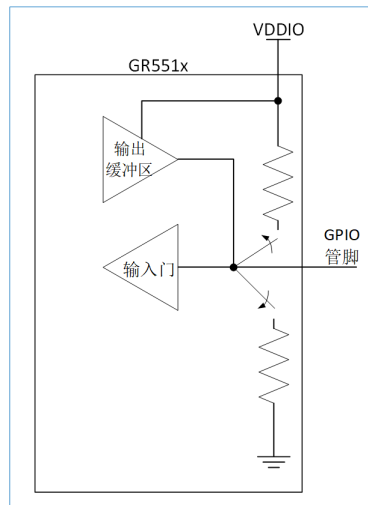 VDDIO
GR551x
输出
缓冲区
GPIO
管脚
输入门